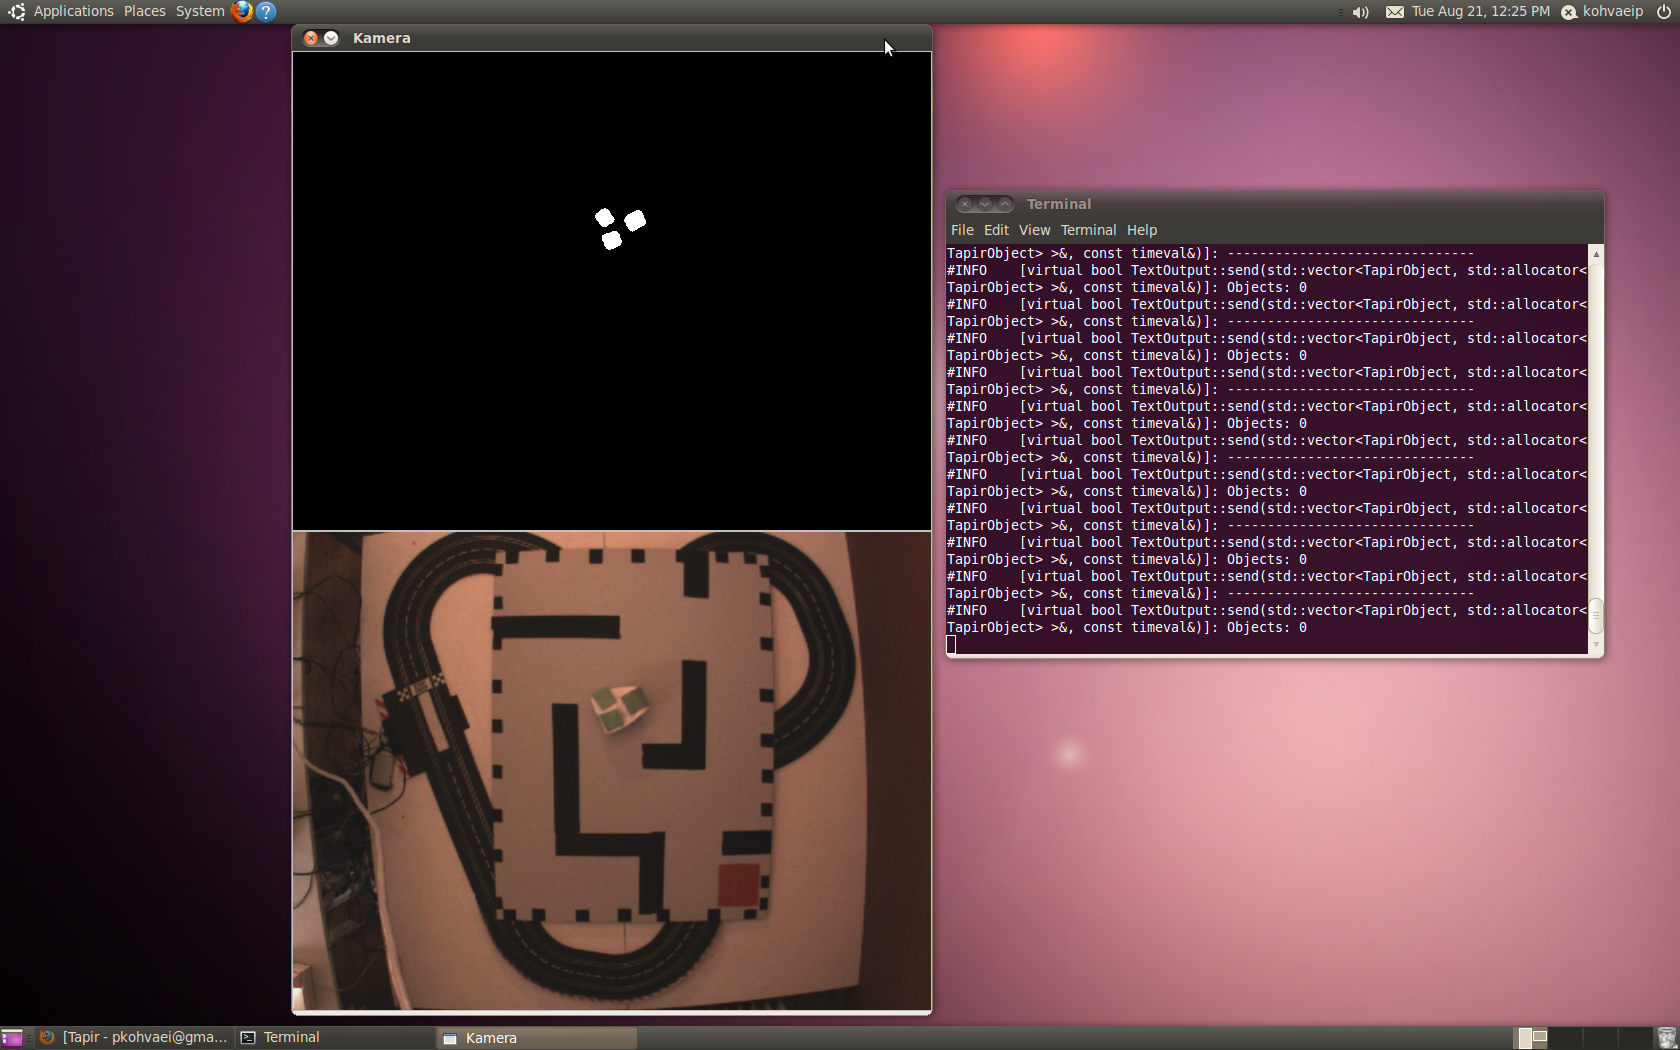 Applications Places System
Tue Aug 21, 12:25 PM kohvaeip
Kamera
Terminal
File Edit View Terminal Help
TapirObject> >&, const timeval&)]: -------------------------------
#INFO [virtual bool TextOutput::send(std::vector<TapirObject, std::allocator<
TapirObject> >&, const timeval&)]: Objects: 0
#INFO [virtual bool TextOutput::send(std::vector<TapirObject, std::allocator<
TapirObject> >&, const timeval&)]: -------------------------------
#INFO [virtual bool TextOutput::send(std::vector<TapirObject, std::allocator<
TapirObject> >&, const timeval&)]: Objects: 0
#INFO [virtual bool TextOutput::send(std::vector<TapirObject, std::allocator<
TapirObject> >&, const timeval&)]: -------------------------------
#INFO [virtual bool TextOutput::send(std::vector<TapirObject, std::allocator<
TapirObject> >&, const timeval&)]: Objects: 0
#INFO [virtual bool TextOutput::send(std::vector<TapirObject, std::allocator<
TapirObject> >&, const timeval&)]: -------------------------------
#INFO [virtual bool TextOutput::send(std::vector<TapirObject, std::allocator<
TapirObject> >&, const timeval&)]: Objects: 0
#INFO [virtual bool TextOutput::send(std::vector<TapirObject, std::allocator<
TapirObject> >&, const timeval&)]: -------------------------------
#INFO [virtual bool TextOutput::send(std::vector<TapirObject, std::allocator<
TapirObject> >&, const timeval&)]: Objects: 0
#INFO [virtual bool TextOutput::send(std::vector<TapirObject, std::allocator<
TapirObject> >&, const timeval&)]: -------------------------------
#INFO [virtual bool TextOutput::send(std::vector<TapirObject, std::allocator<
TapirObject> >&, const timeval&)]: Objects: 0
[Tapir - pkohvaei@gma... Terminal Kamera